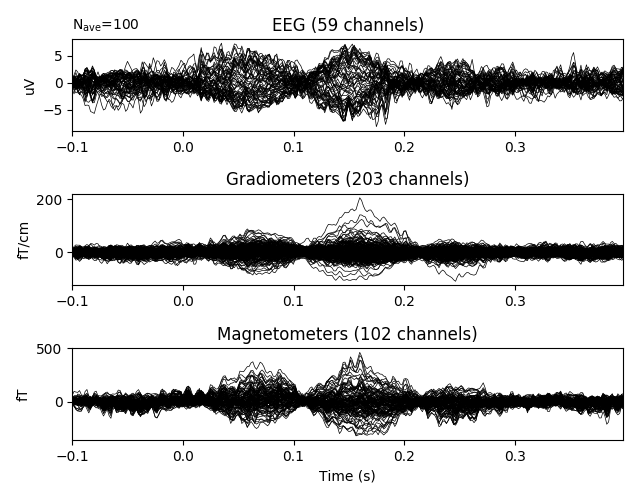 N_ave=100
EEG (59 channels)
5
0
−5
uV
−0.1 0.0 0.1 0.2 0.3
Gradiometers (203 channels)
200
0
fT/cm
−0.1 0.0 0.1 0.2 0.3
Magnetometers (102 channels)
500
0
fT
−0.1 0.0 0.1 0.2 0.3
Time (s)